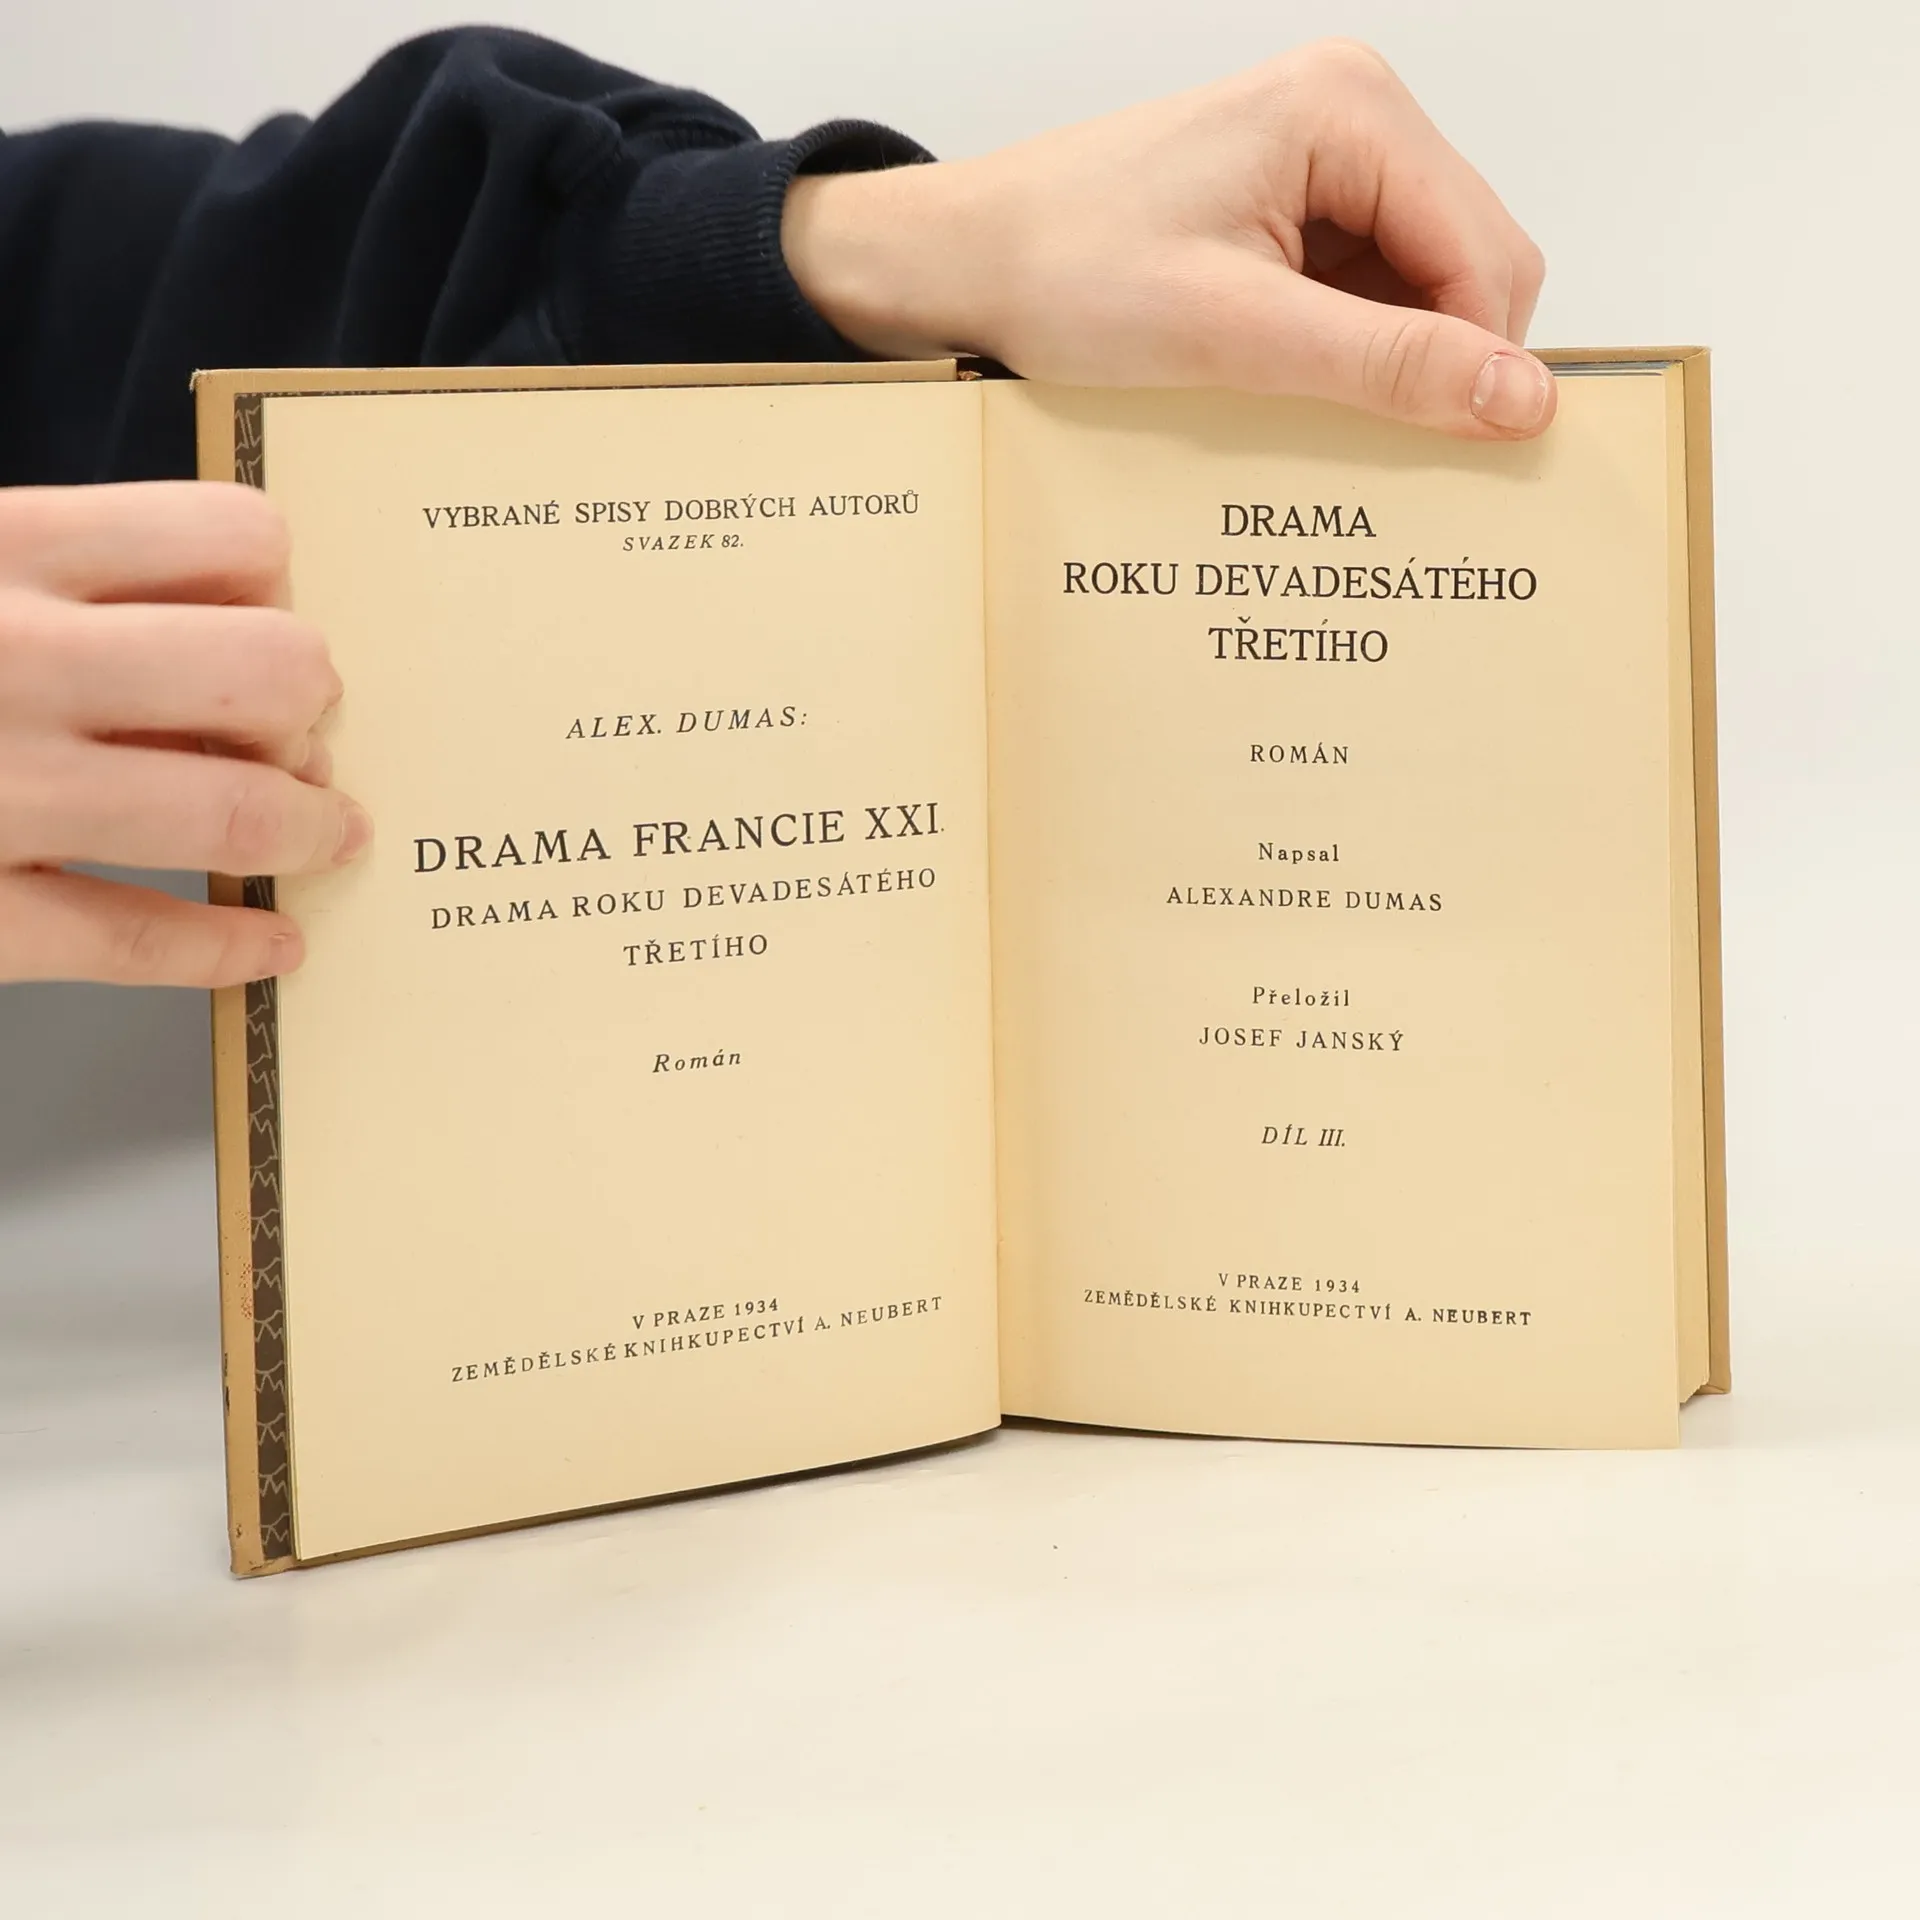 VYBRANÉ SPISY DOBRÝCH AUTORŮ
SVAZEK 82.
ALEX. DUMAS:
DRAMA FRANCIE XXI.
DRAMA ROKU DEVADESÁTÉHO
TŘETÍHO
Román
V PRAZE 1934
ZEMĚDĚLSKÉ KNIHKUPECTVÍ A. NEUBERT
DRAMA
ROKU DEVADESÁTÉHO
TŘETÍHO
ROMÁN
Napsal
ALEXANDRE DUMAS
Přeložil
JOSEF JANSKÝ
DÍL III.
V PRAZE 1934
ZEMĚDĚLSKÉ KNIHKUPECTVÍ A. NEUBERT